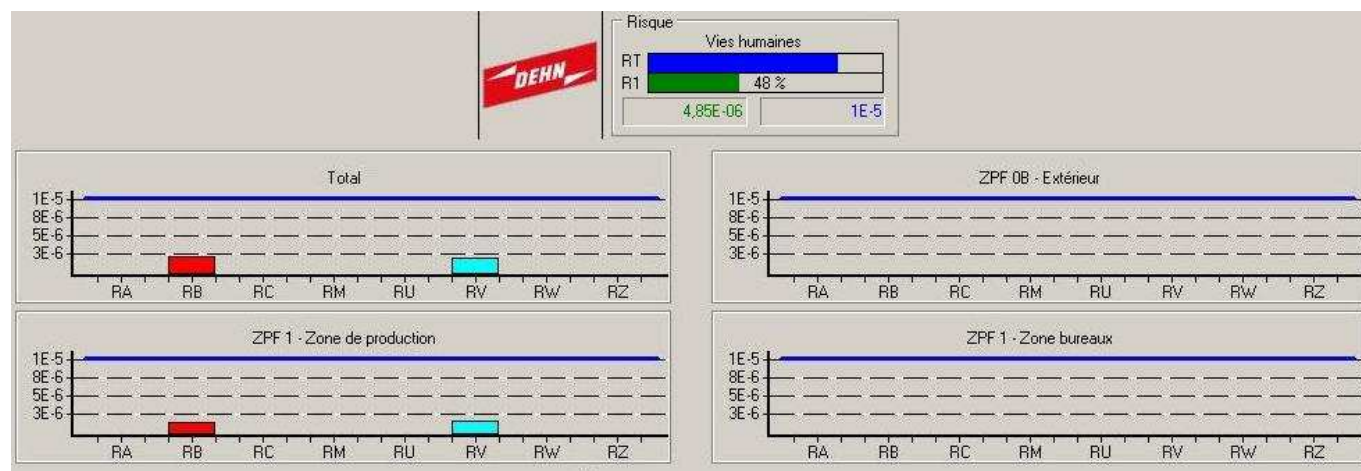 Risque
Vies humaines
RT
R1 48 %
4,85E-06 1E-5
DEHN
Total
1E-5
8E-6
5E-6
3E-6
RA RB RC RM RU RV RW RZ
ZPF 0B - Extérieur
1E-5
8E-6
5E-6
3E-6
RA RB RC RM RU RV RW RZ
ZPF 1 - Zone de production
1E-5
8E-6
5E-6
3E-6
RA RB RC RM RU RV RW RZ
ZPF 1 - Zone bureaux
1E-5
8E-6
5E-6
3E-6
RA RB RC RM RU RV RW RZ